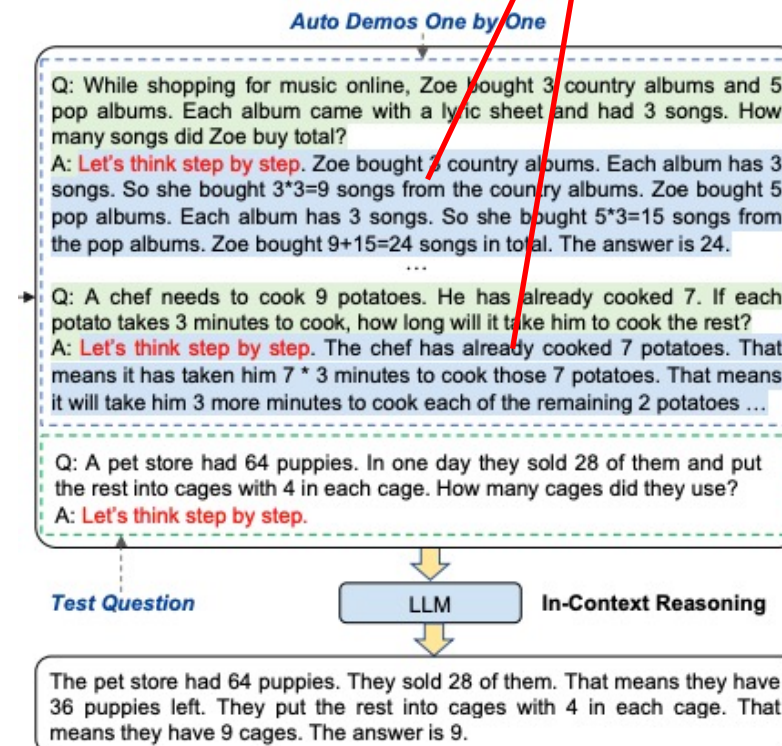 Auto Demos One by One
Q: While shopping for music online, Zoe bought 3 country albums and 5
pop albums. Each album came with a lyric sheet and had 3 songs. How
many songs did Zoe buy total?
A: Let's think step by step. Zoe bought 3 country albums. Each album has 3
songs. So she bought 3*3=9 songs from the country albums. Zoe bought 5
pop albums. Each album has 3 songs. So she bought 5*3=15 songs from
the pop albums. Zoe bought 9+15=24 songs in total. The answer is 24.
...
Q: A chef needs to cook 9 potatoes. He has already cooked 7. If each
potato takes 3 minutes to cook, how long will it take him to cook the rest?
A: Let's think step by step. The chef has already cooked 7 potatoes. That
means it has taken him 7 * 3 minutes to cook those 7 potatoes. That means
it will take him 3 more minutes to cook each of the remaining 2 potatoes ...
Q: A pet store had 64 puppies. In one day they sold 28 of them and put
the rest into cages with 4 in each cage. How many cages did they use?
A: Let's think step by step.
Test Question
LLM
In-Context Reasoning
The pet store had 64 puppies. They sold 28 of them. That means they have
36 puppies left. They put the rest into cages with 4 in each cage. That
means they have 9 cages. The answer is 9.